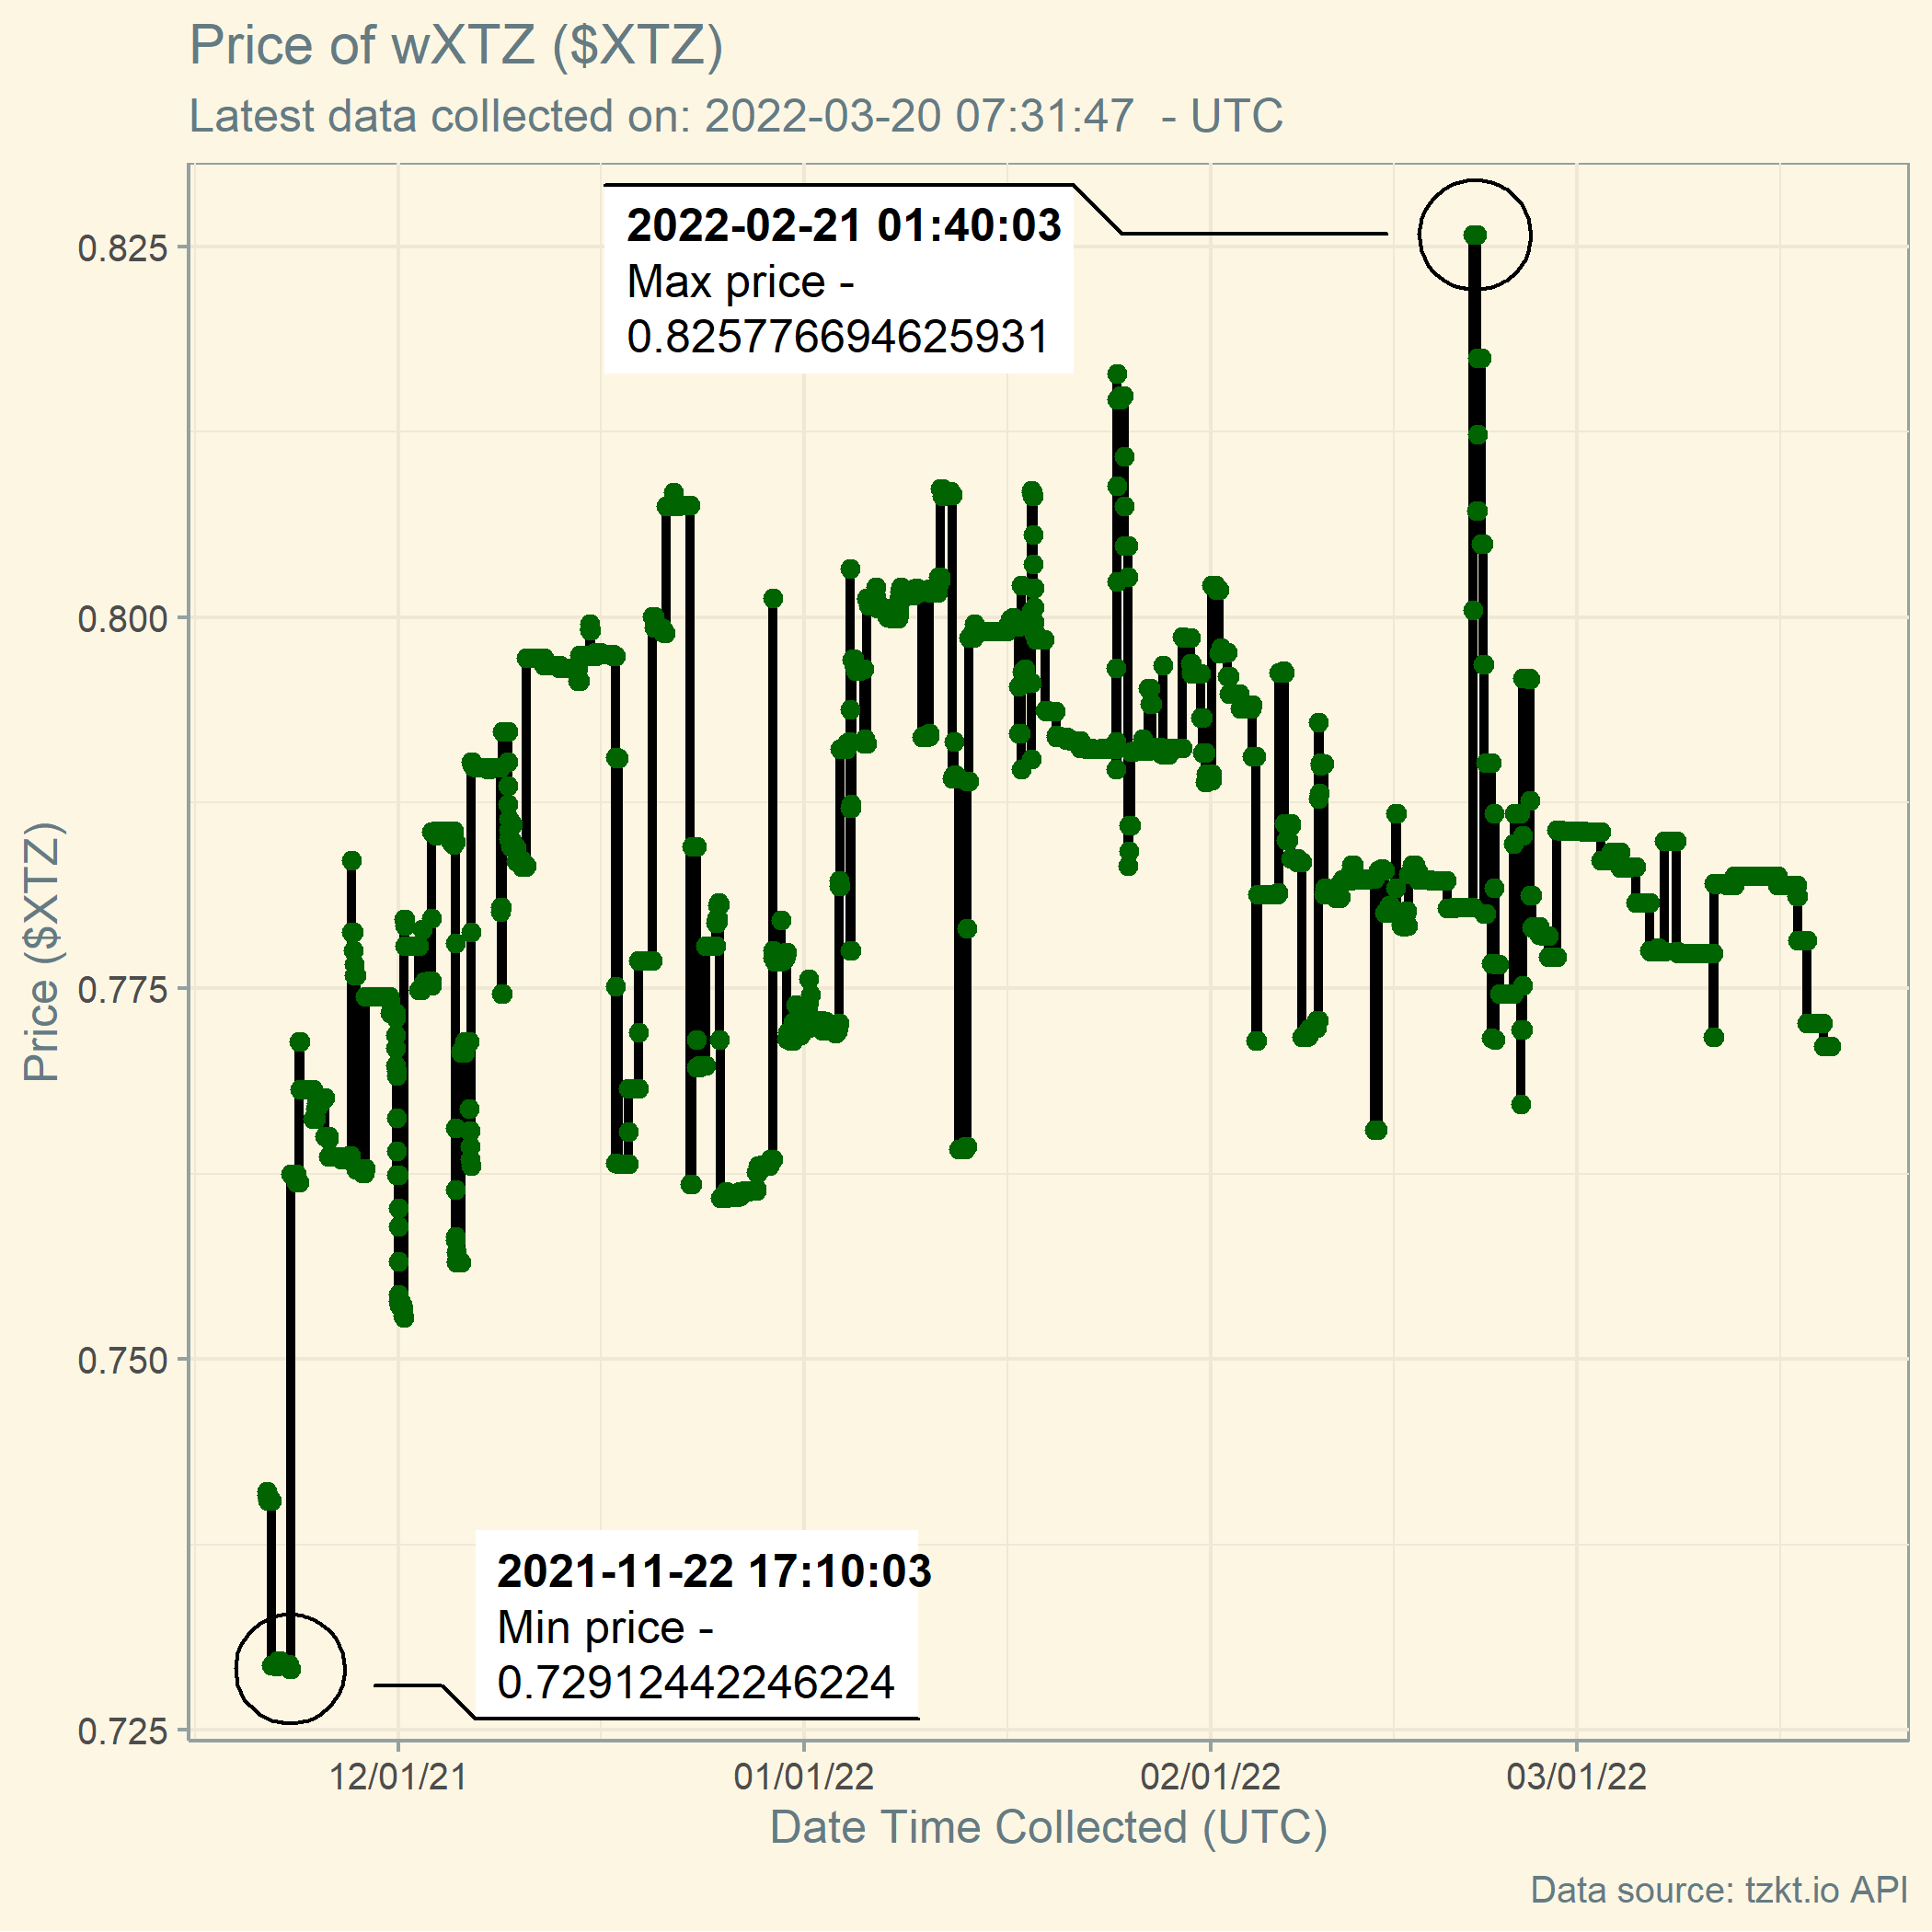 Price of wXTZ ($XTZ)
Latest data collected on: 2022-03-20 07:31:47 - UTC
2022-02-21 01:40:03
Max price -
0.825776694625931
0.825
0.800
0.775
0.750
0.725
Price ($XTZ)
2021-11-22 17:10:03
Min price -
0.72912442246224
12/01/21
01/01/22
02/01/22
03/01/22
Date Time Collected (UTC)
Data source: tzkt.io API